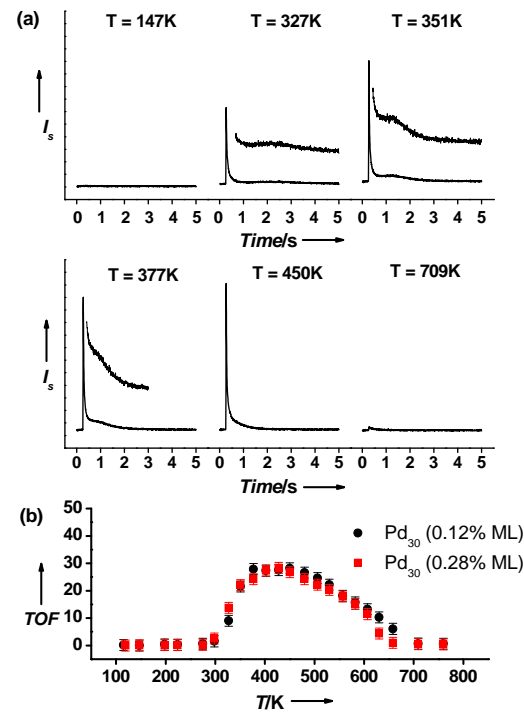 (a)
T = 147K T = 327K T = 351K
I_s
0 1 2 3 4 5 0 1 2 3 4 5 0 1 2 3 4 5
Time/s
T = 377K T = 450K T = 709K
I_s
0 1 2 3 4 5 0 1 2 3 4 5 0 1 2 3 4 5
Time/s
(b)
50
40
30
20
10
0
TOF
Pd30 (0.12% ML)
Pd30 (0.28% ML)
100 200 300 400 500 600 700 800
T/K